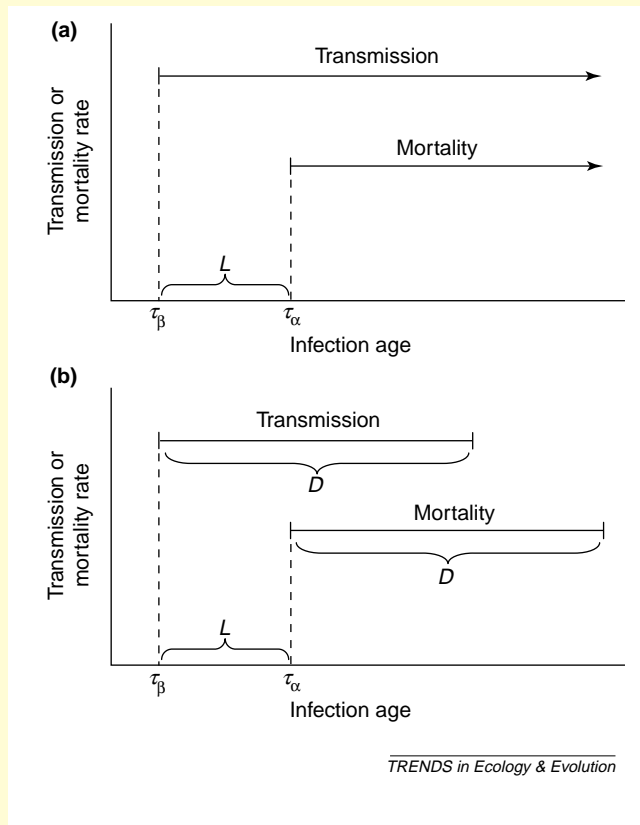 (a)
Transmission or
mortality rate
Transmission
Mortality
L
τβ
τα
Infection age
(b)
Transmission or
mortality rate
Transmission
D
Mortality
D
L
τβ
τα
Infection age
TRENDS in Ecology & Evolution